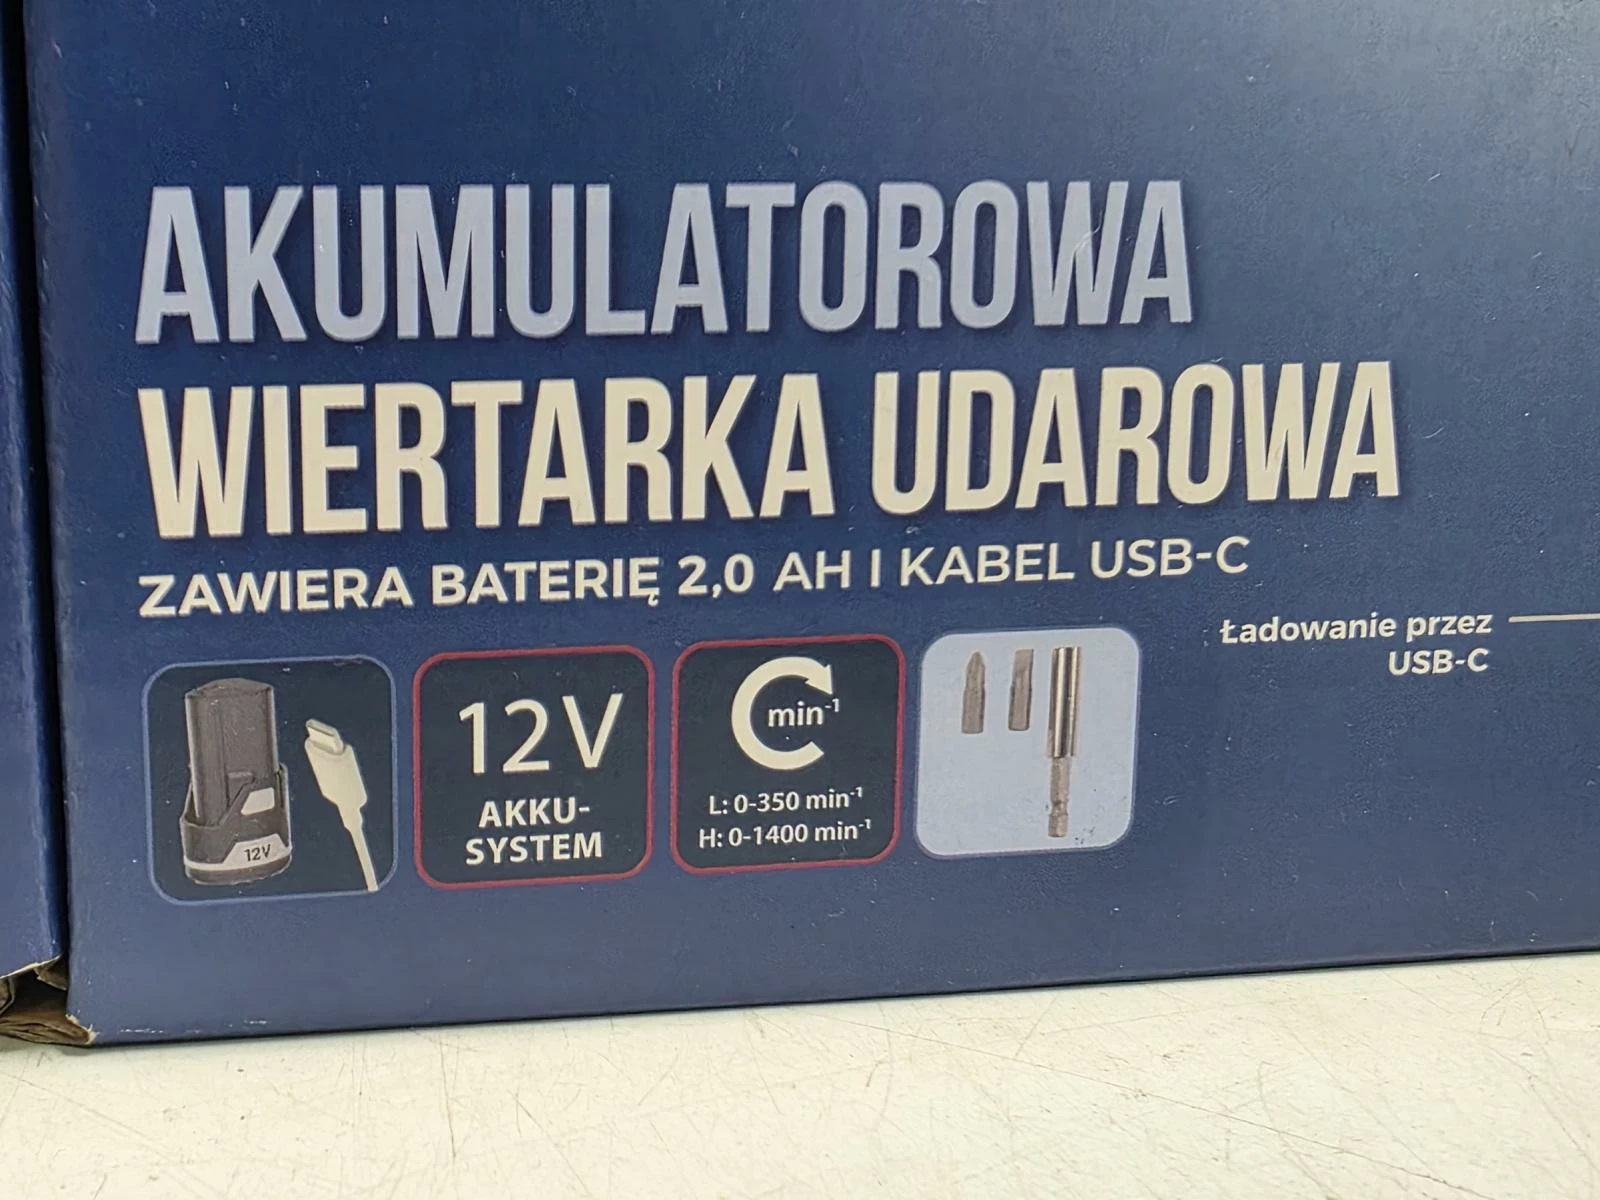 AKUMULATOROWA
WIERTARKA UDAROWA
ZAWIERA BATERIĘ 2,0 AH I KABEL USB-C
Ładowanie przez
USB-C
12V
12V
AKKU-
SYSTEM
min⁻¹
L: 0-350 min⁻¹
H: 0-1400 min⁻¹